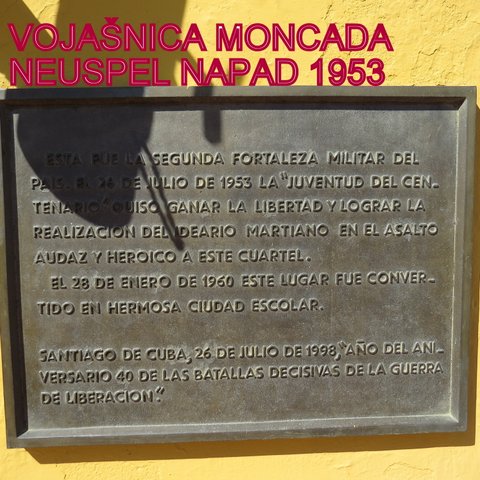 VOJAŠNICA MONCADA
NEUSPEL NAPAD 1953
ESTA FUE LA SEGUNDA FORTALEZA MILITAR DEL
PAIS. EL 26 DE JULIO DE 1953 LA "JUVENTUD DEL CEN-
TENARIO" QUISO GANAR LA LIBERTAD Y LOGRAR LA
REALIZACION DEL IDEARIO MARTIANO EN EL ASALTO
AUDAZ Y HEROICO A ESTE CUARTEL.
EL 28 DE ENERO DE 1960 ESTE LUGAR FUE CONVER-
TIDO EN HERMOSA CIUDAD ESCOLAR.
SANTIAGO DE CUBA, 26 DE JULIO DE 1998, "AÑO DEL ANI-
VERSARIO 40 DE LAS BATALLAS DECISIVAS DE LA GUERRA
DE LIBERACION".